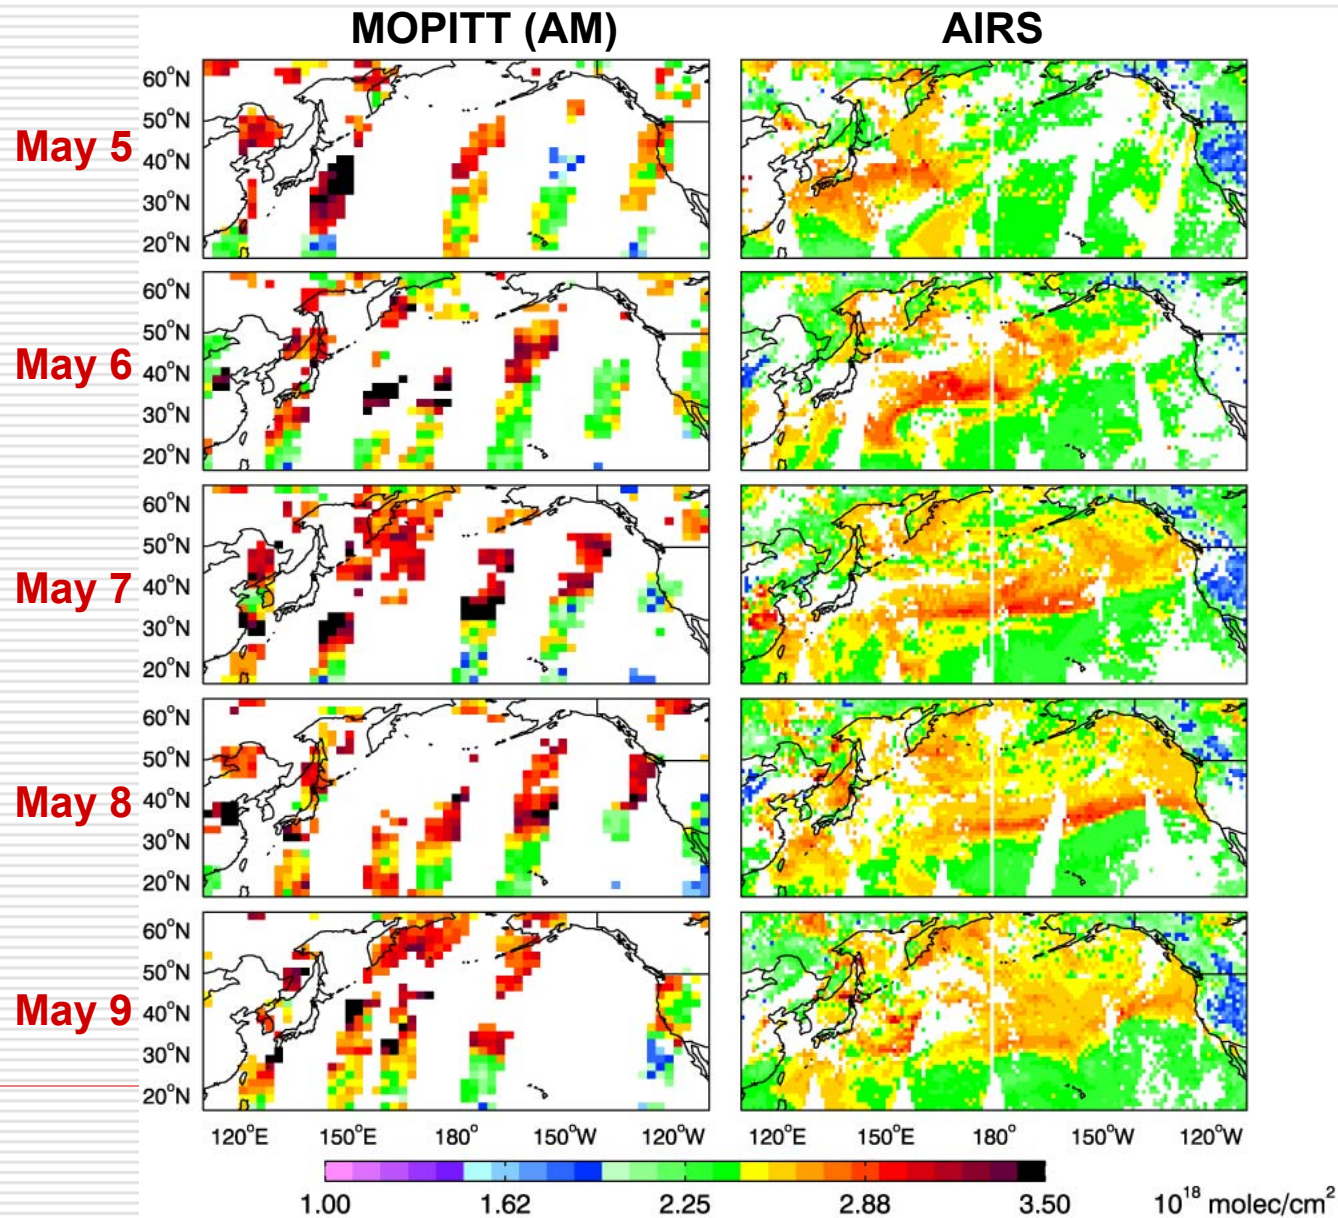 MOPITT (AM) AIRS
May 5
60°N
50°N
40°N
30°N
20°N
May 6
60°N
50°N
40°N
30°N
20°N
May 7
60°N
50°N
40°N
30°N
20°N
May 8
60°N
50°N
40°N
30°N
20°N
May 9
60°N
50°N
40°N
30°N
20°N
120°E 150°E 180° 150°W 120°W 120°E 150°E 180° 150°W 120°W
1.00 1.62 2.25 2.88 3.50 10¹⁸ molec/cm²